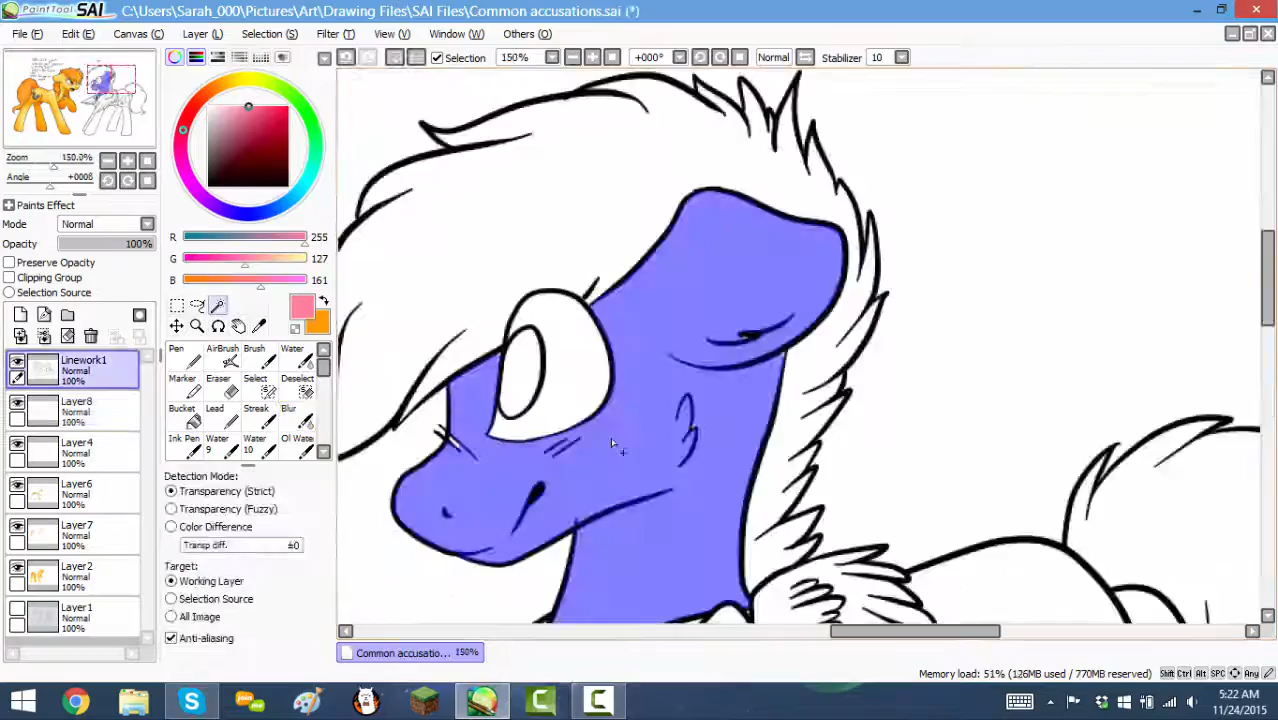 PaintTool SAI C:\Users\Sarah_000\Pictures\Art\Drawing Files\SAI Files\Common accusations.sai (*)
File (F) Edit (E) Canvas (C) Layer (L) Selection (S) Filter (T) View (V) Window (W) Others (O)
Selection 150% +000° Normal Stabilizer 10
Zoom 150.0%
Angle +000ß
Paints Effect
Mode Normal
Opacity 100%
Preserve Opacity
Clipping Group
Selection Source
Linework1
Normal
100%
Layer8
Normal
100%
Layer4
Normal
100%
Layer6
Normal
100%
Layer7
Normal
100%
Layer2
Normal
100%
Layer1
Normal
100%
R 255
G 127
B 161
Pen AirBrush Brush Water
Marker Eraser Select Deselect
Bucket Lead Streak Blur
Ink Pen Water 9 Water 10 Oil Wate
Detection Mode:
Transparency (Strict)
Transparency (Fuzzy)
Color Difference
Transp diff. ±0
Target:
Working Layer
Selection Source
All Image
Anti-aliasing
Common accusatio... 150%
Memory load: 51% (126MB used / 770MB reserved) Shift Ctrl Alt SPC Any
join me
5:22 AM
11/24/2015